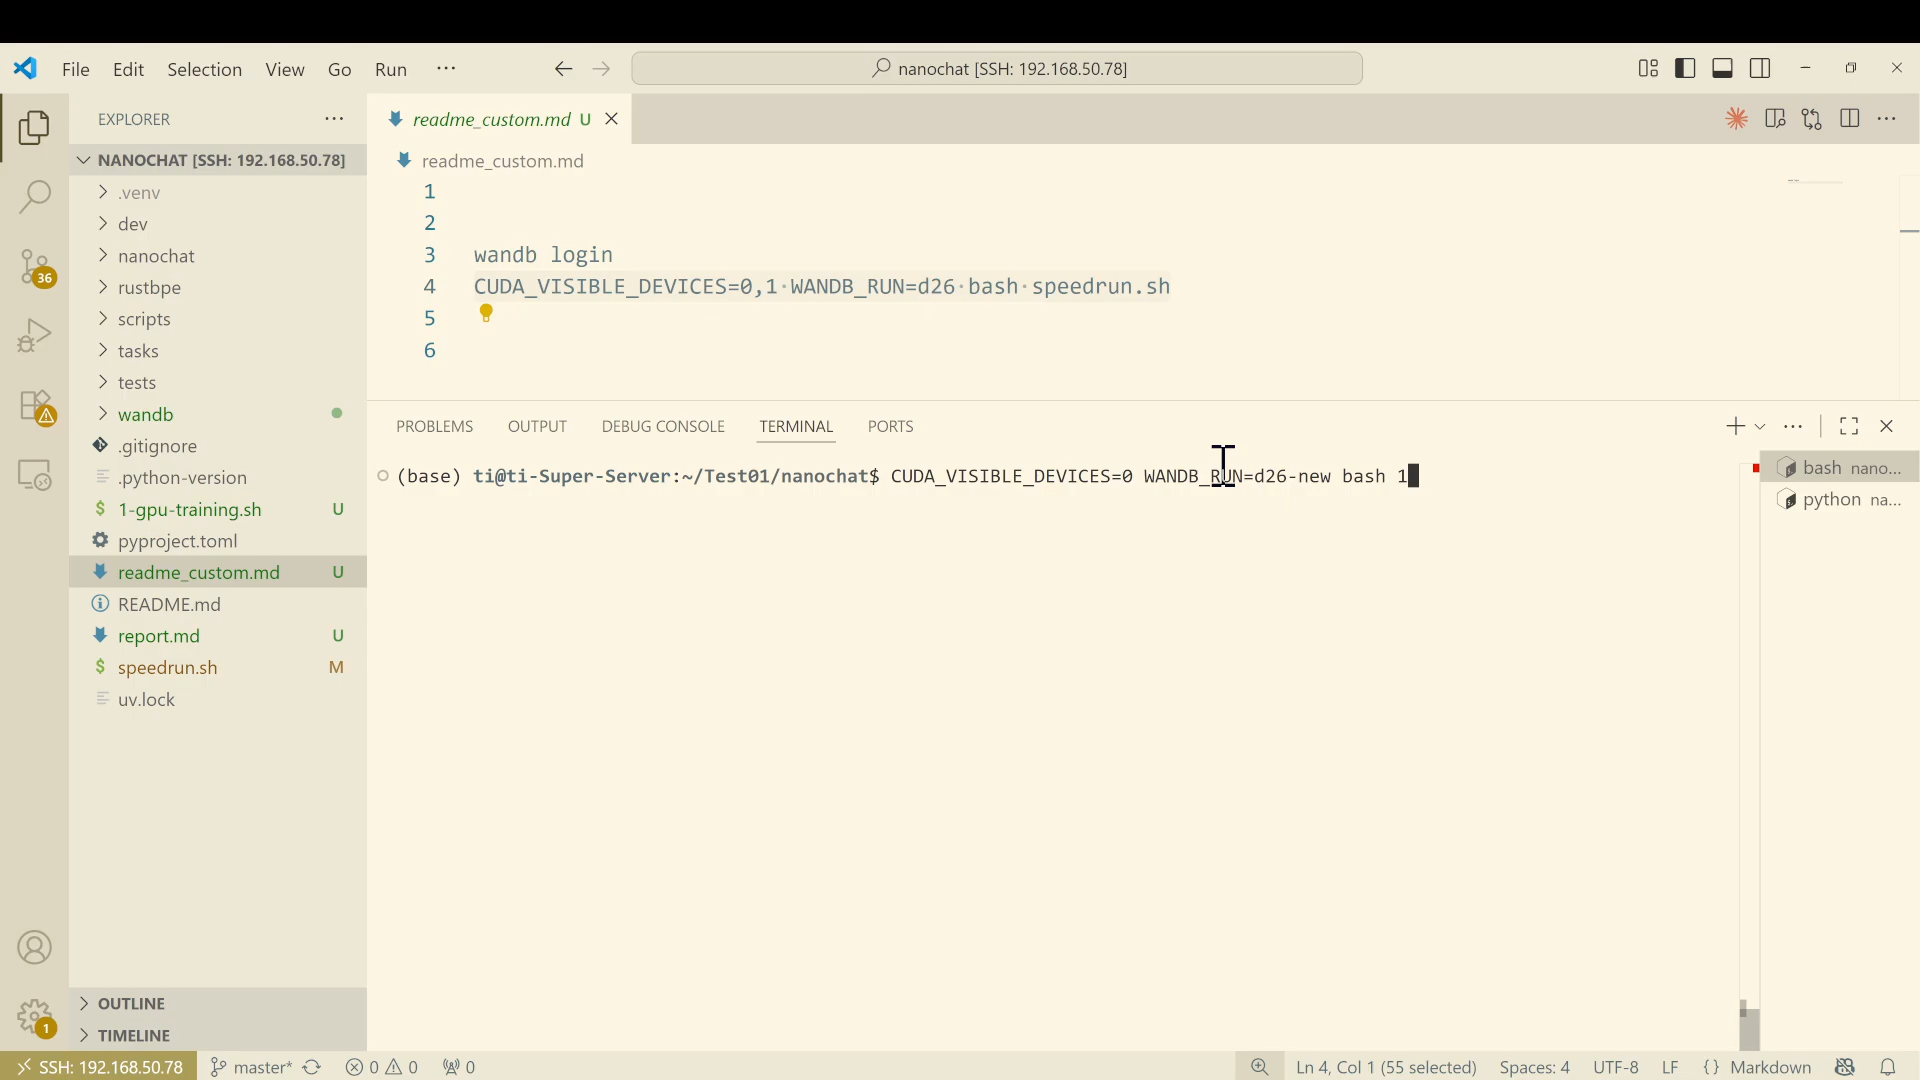 File Edit Selection View Go Run ···
nanochat [SSH: 192.168.50.78]
EXPLORER
NANOCHAT [SSH: 192.168.50.78]
.venv
dev
nanochat
rustbpe
scripts
tasks
tests
wandb
.gitignore
.python-version
1-gpu-training.sh U
pyproject.toml
readme_custom.md U
README.md
report.md U
speedrun.sh M
uv.lock
OUTLINE
TIMELINE
36
1
readme_custom.md U
readme_custom.md
1
2
3 wandb login
4 CUDA_VISIBLE_DEVICES=0,1·WANDB_RUN=d26·bash·speedrun.sh
5
6
PROBLEMS OUTPUT DEBUG CONSOLE TERMINAL PORTS
(base) ti@ti-Super-Server:~/Test01/nanochat$ CUDA_VISIBLE_DEVICES=0 WANDB_RUN=d26-new bash 1
bash nano...
python na...
SSH: 192.168.50.78 master* 0 0 0
Ln 4, Col 1 (55 selected) Spaces: 4 UTF-8 LF {} Markdown